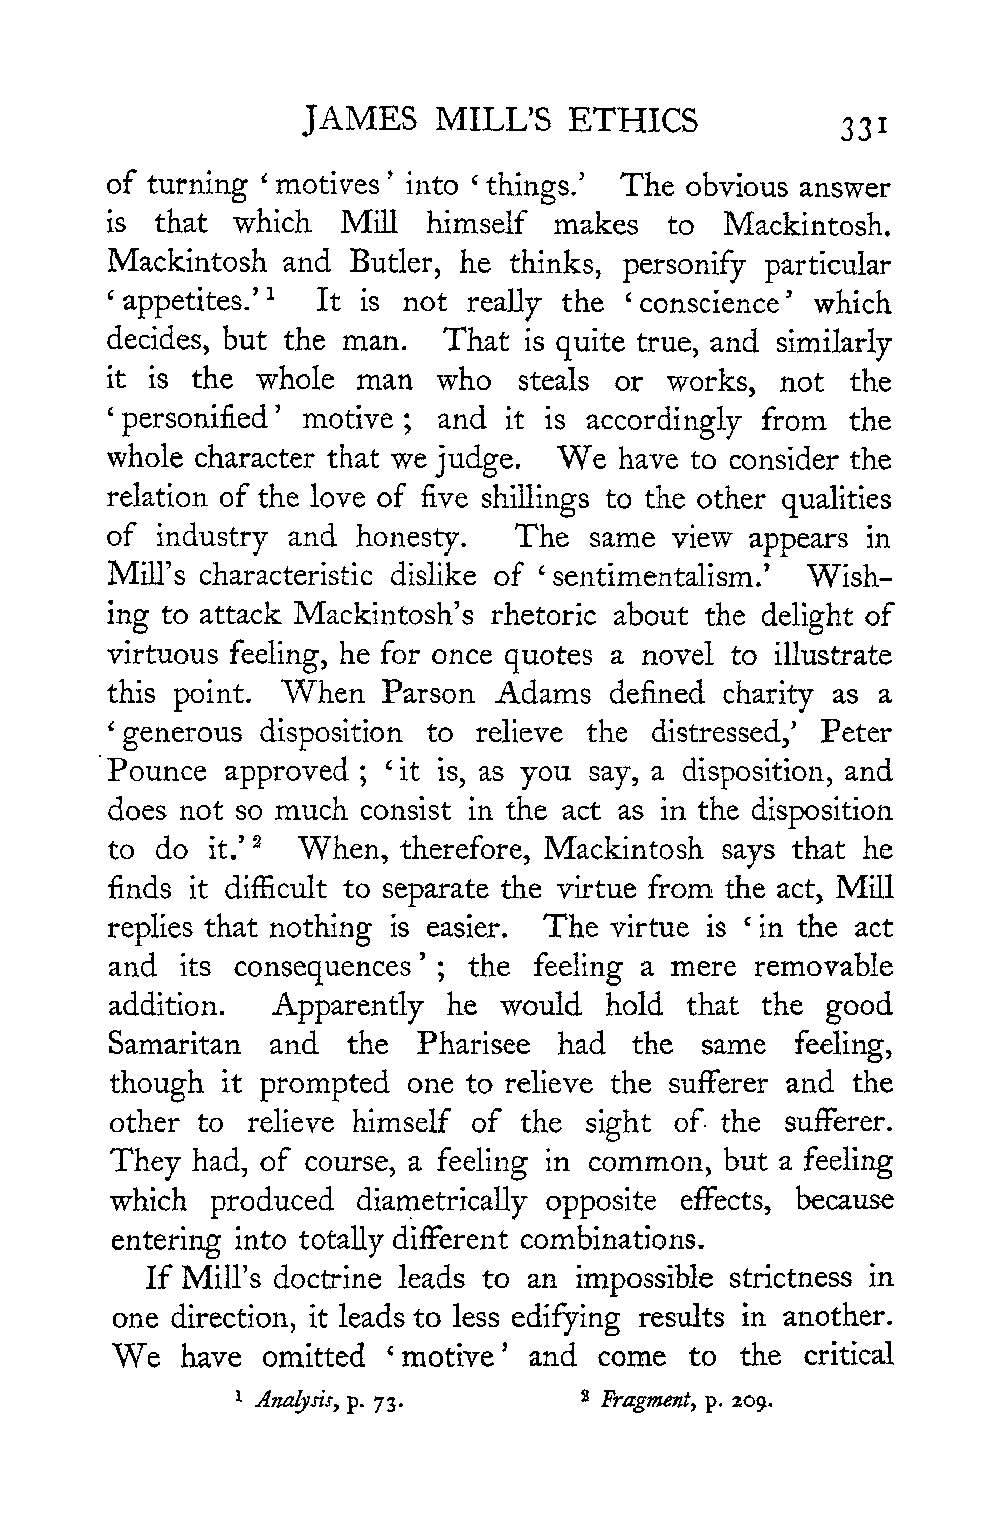 JAMES MILL'S ETHICS 331
of turning ‘motives’ into ‘things.’ The obvious answer
is that which Mill himself makes to Mackintosh.
Mackintosh and Butler, he thinks, personify particular
‘appetites.’¹ It is not really the ‘conscience’ which
decides, but the man. That is quite true, and similarly
it is the whole man who steals or works, not the
‘personified’ motive; and it is accordingly from the
whole character that we judge. We have to consider the
relation of the love of five shillings to the other qualities
of industry and honesty. The same view appears in
Mill's characteristic dislike of ‘sentimentalism.’ Wish-
ing to attack Mackintosh's rhetoric about the delight of
virtuous feeling, he for once quotes a novel to illustrate
this point. When Parson Adams defined charity as a
‘generous disposition to relieve the distressed,’ Peter
Pounce approved; ‘it is, as you say, a disposition, and
does not so much consist in the act as in the disposition
to do it.’² When, therefore, Mackintosh says that he
finds it difficult to separate the virtue from the act, Mill
replies that nothing is easier. The virtue is ‘in the act
and its consequences’; the feeling a mere removable
addition. Apparently he would hold that the good
Samaritan and the Pharisee had the same feeling,
though it prompted one to relieve the sufferer and the
other to relieve himself of the sight of the sufferer.
They had, of course, a feeling in common, but a feeling
which produced diametrically opposite effects, because
entering into totally different combinations.
If Mill's doctrine leads to an impossible strictness in
one direction, it leads to less edifying results in another.
We have omitted ‘motive’ and come to the critical
¹ Analysis, p. 73. ² Fragment, p. 209.